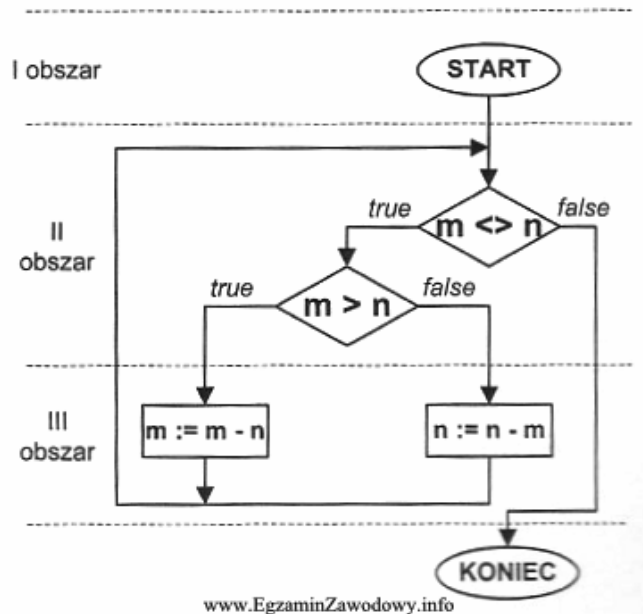 I obszar
START
II
obszar
true
m <> n
false
true
m > n
false
III
obszar
m := m - n
n := n - m
KONIEC
www.EgzaminZawodowy.info